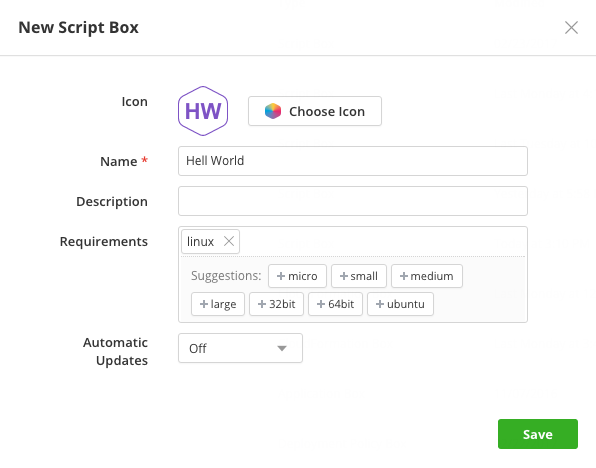 New Script Box
Icon
HW
Choose Icon
Name *
Hell World
Description
Requirements
linux
Suggestions: + micro + small + medium
+ large + 32bit + 64bit + ubuntu
Automatic
Updates
Off
Save